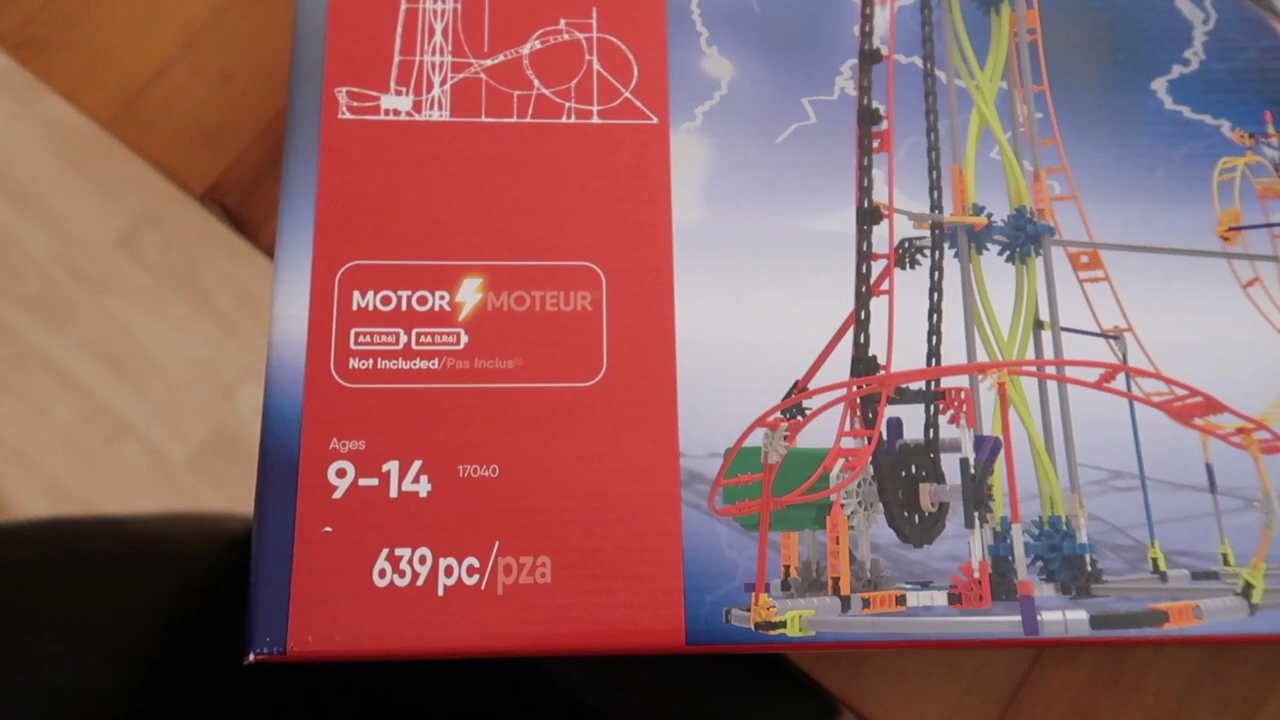 MOTOR MOTEUR
AA (LR6) AA (LR6)
Not Included/Pas Inclus
Ages
9-14 17040
639 pc/pza